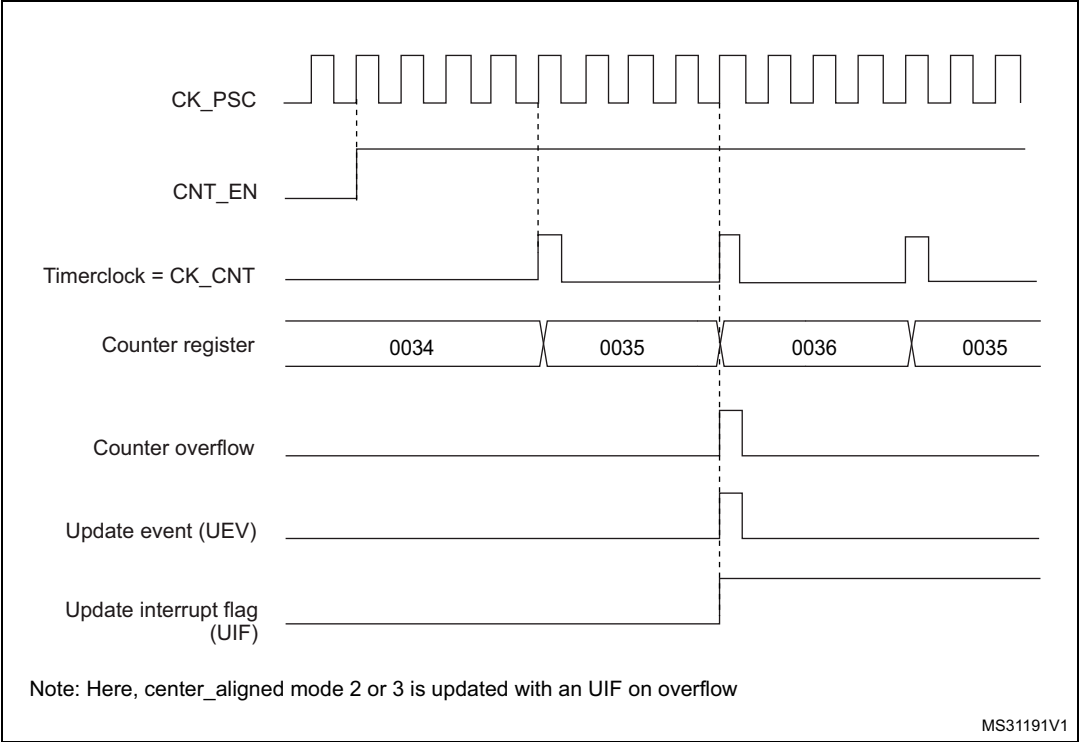 CK_PSC
CNT_EN
Timerclock = CK_CNT
Counter register 0034 0035 0036 0035
Counter overflow
Update event (UEV)
Update interrupt flag
(UIF)
Note: Here, center_aligned mode 2 or 3 is updated with an UIF on overflow
MS31191V1